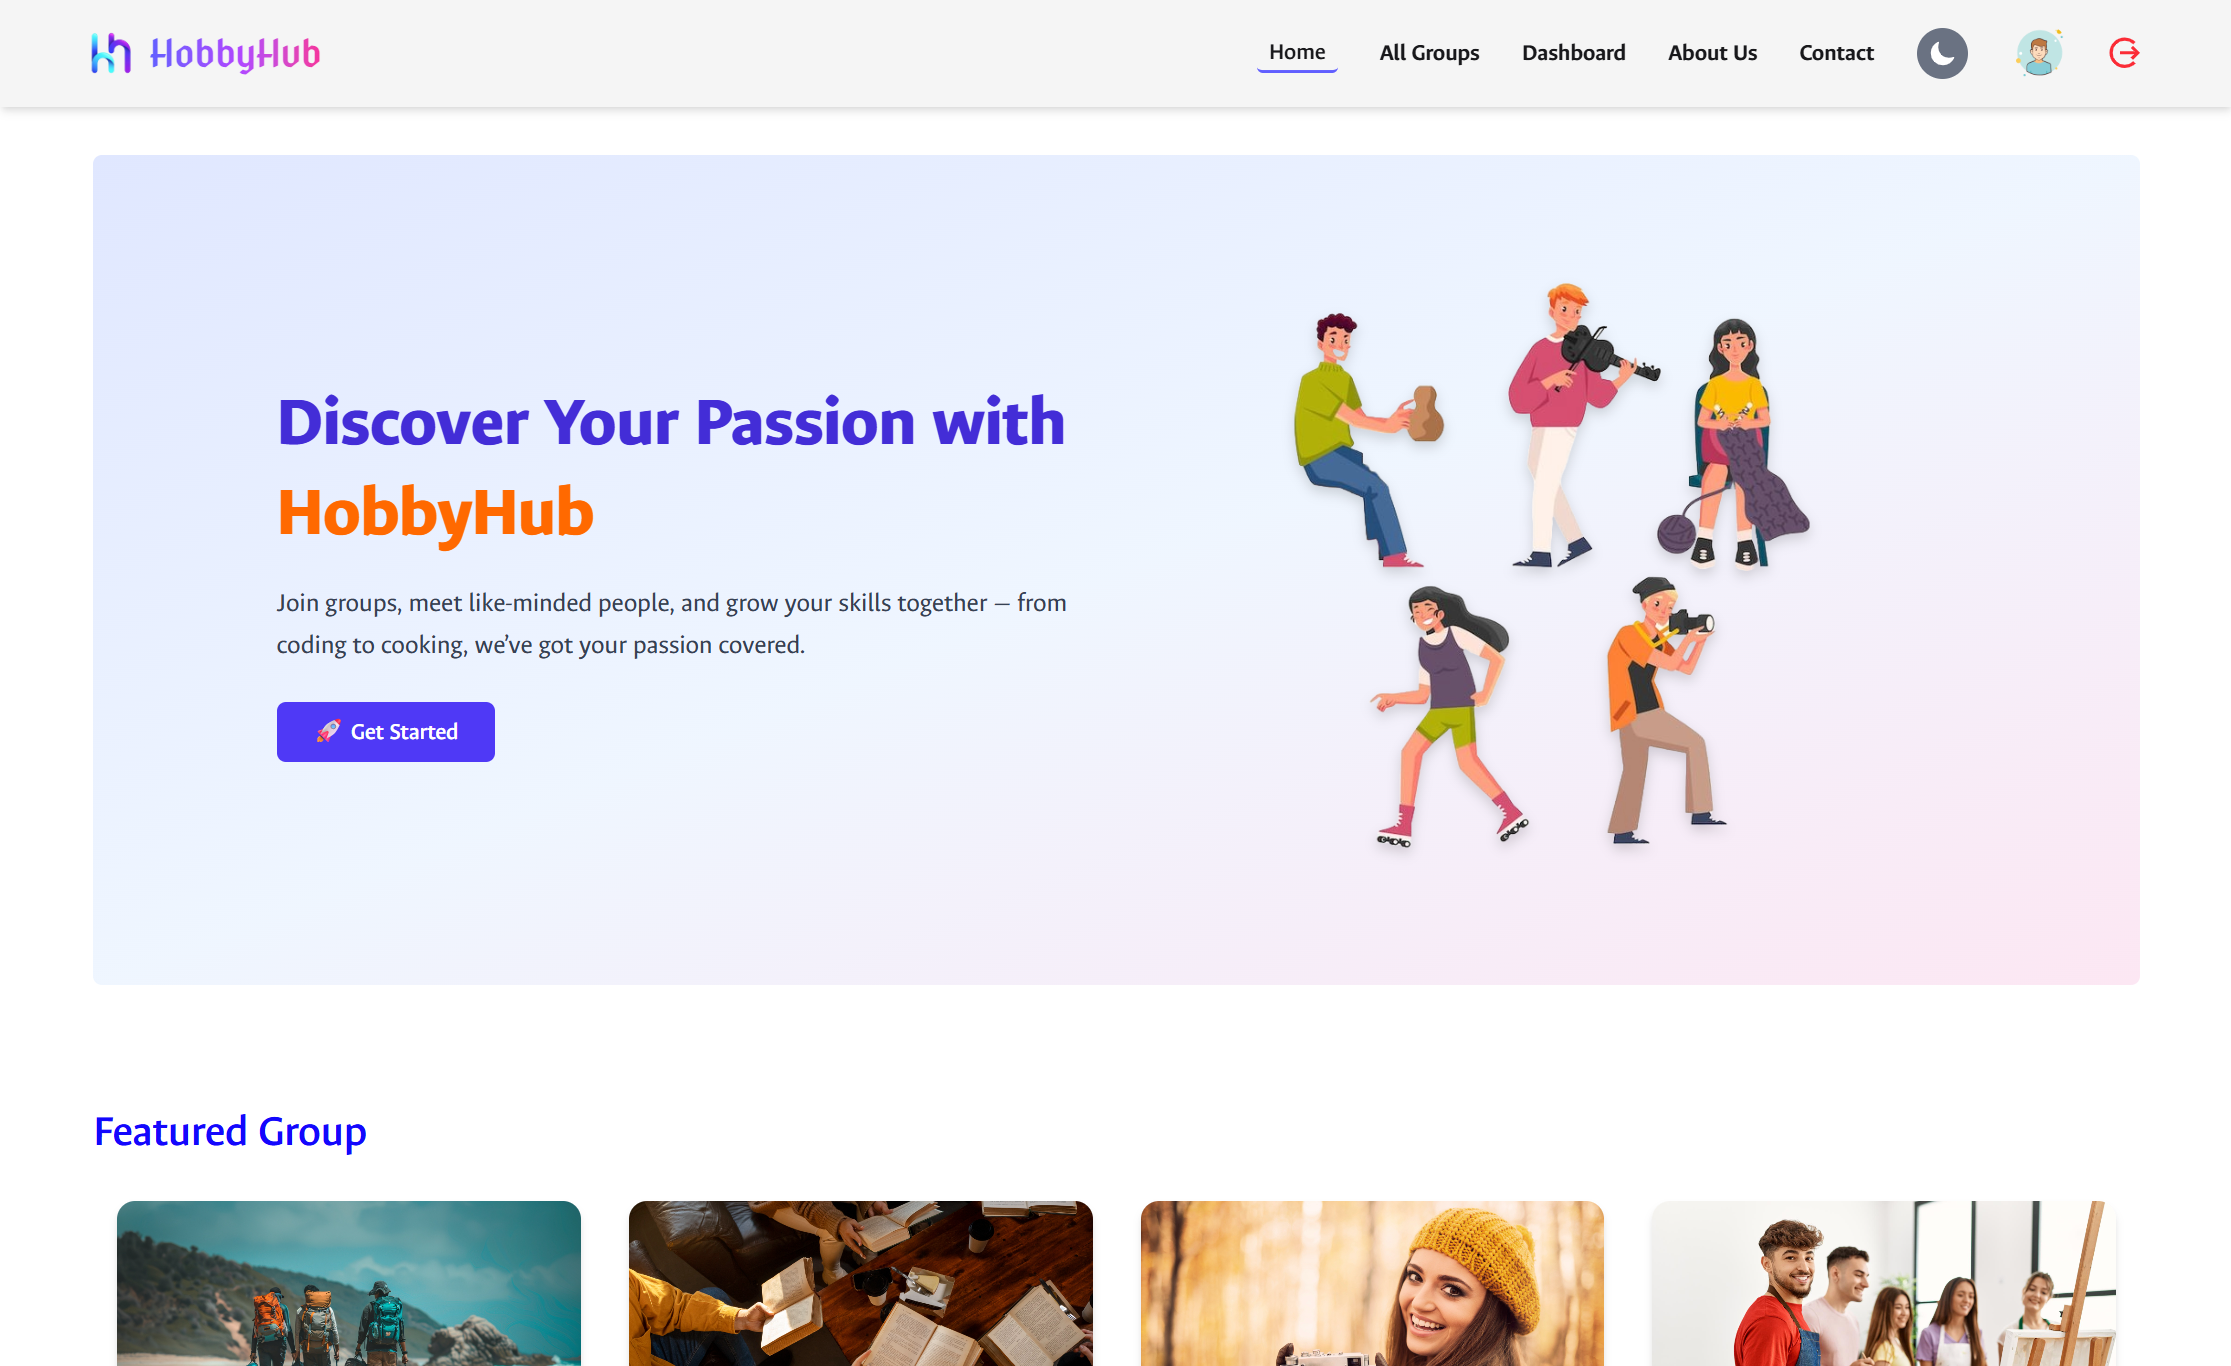 HobbyHub
Home
All Groups
Dashboard
About Us
Contact
Discover Your Passion with
HobbyHub
Join groups, meet like-minded people, and grow your skills together – from
coding to cooking, we’ve got your passion covered.
🚀 Get Started
Featured Group